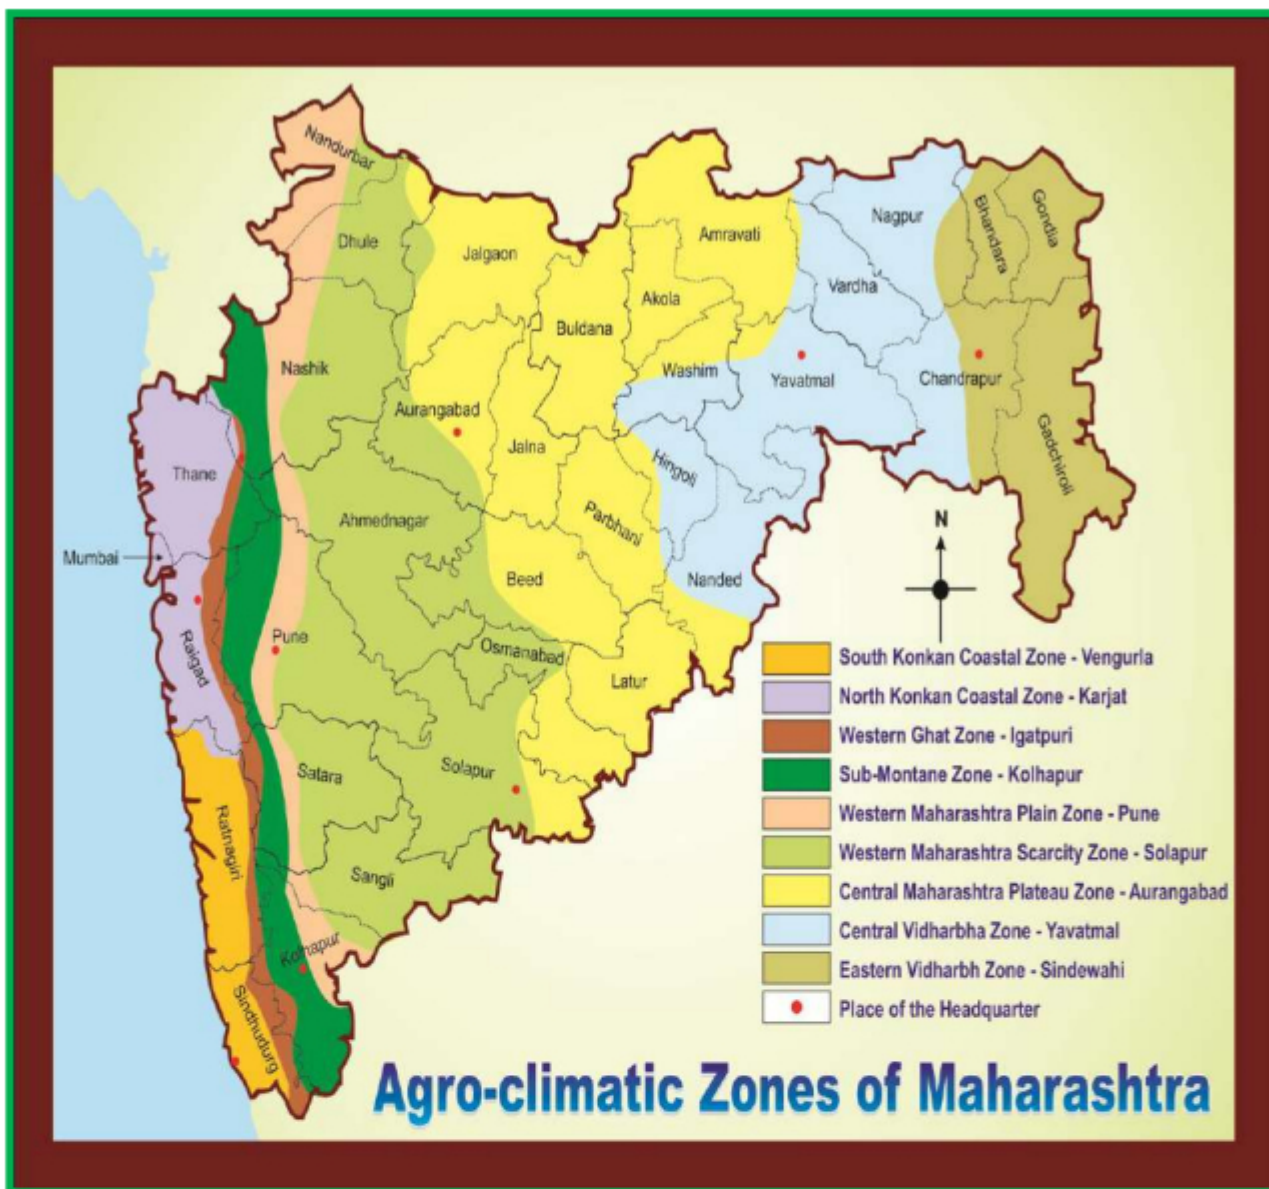 Nandurbar
Dhule
Jalgaon
Amravati
Nagpur
Bhandara
Gondia
Akola
Vardha
Buldana
Nashik
Washim
Yavatmal
Chandrapur
Aurangabad
Jalna
Hingoli
Gadchiroli
Thane
Ahmednagar
Parbhani
Mumbai
Beed
Nanded
N
Raigad
Pune
Osmanabad
Latur
Satara
Solapur
Ratnagiri
Sangli
Kolhapur
Sindhudurg
South Konkan Coastal Zone - Vengurla
North Konkan Coastal Zone - Karjat
Western Ghat Zone - Igatpuri
Sub-Montane Zone - Kolhapur
Western Maharashtra Plain Zone - Pune
Western Maharashtra Scarcity Zone - Solapur
Central Maharashtra Plateau Zone - Aurangabad
Central Vidharbha Zone - Yavatmal
Eastern Vidharbh Zone - Sindewahi
Place of the Headquarter
Agro-climatic Zones of Maharashtra